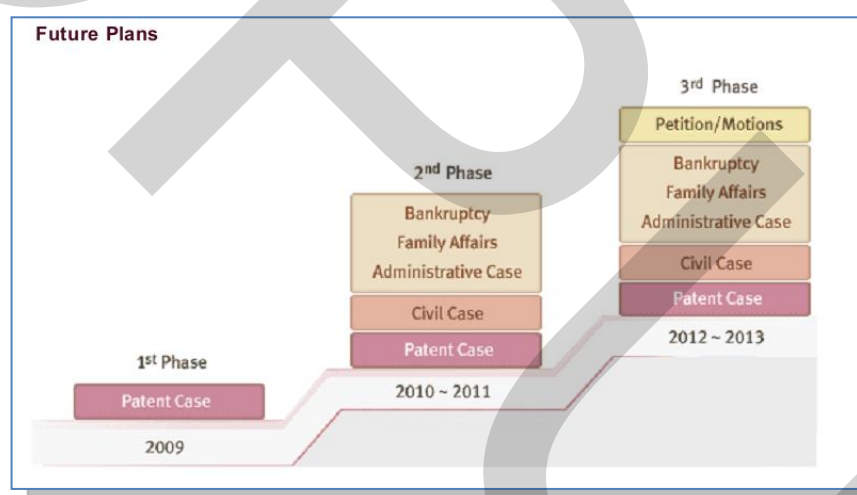 Future Plans
3rd Phase
Petition/Motions
Bankruptcy
Family Affairs
Administrative Case
Civil Case
Patent Case
2012 ~ 2013
2nd Phase
Bankruptcy
Family Affairs
Administrative Case
Civil Case
Patent Case
2010 ~ 2011
1st Phase
Patent Case
2009